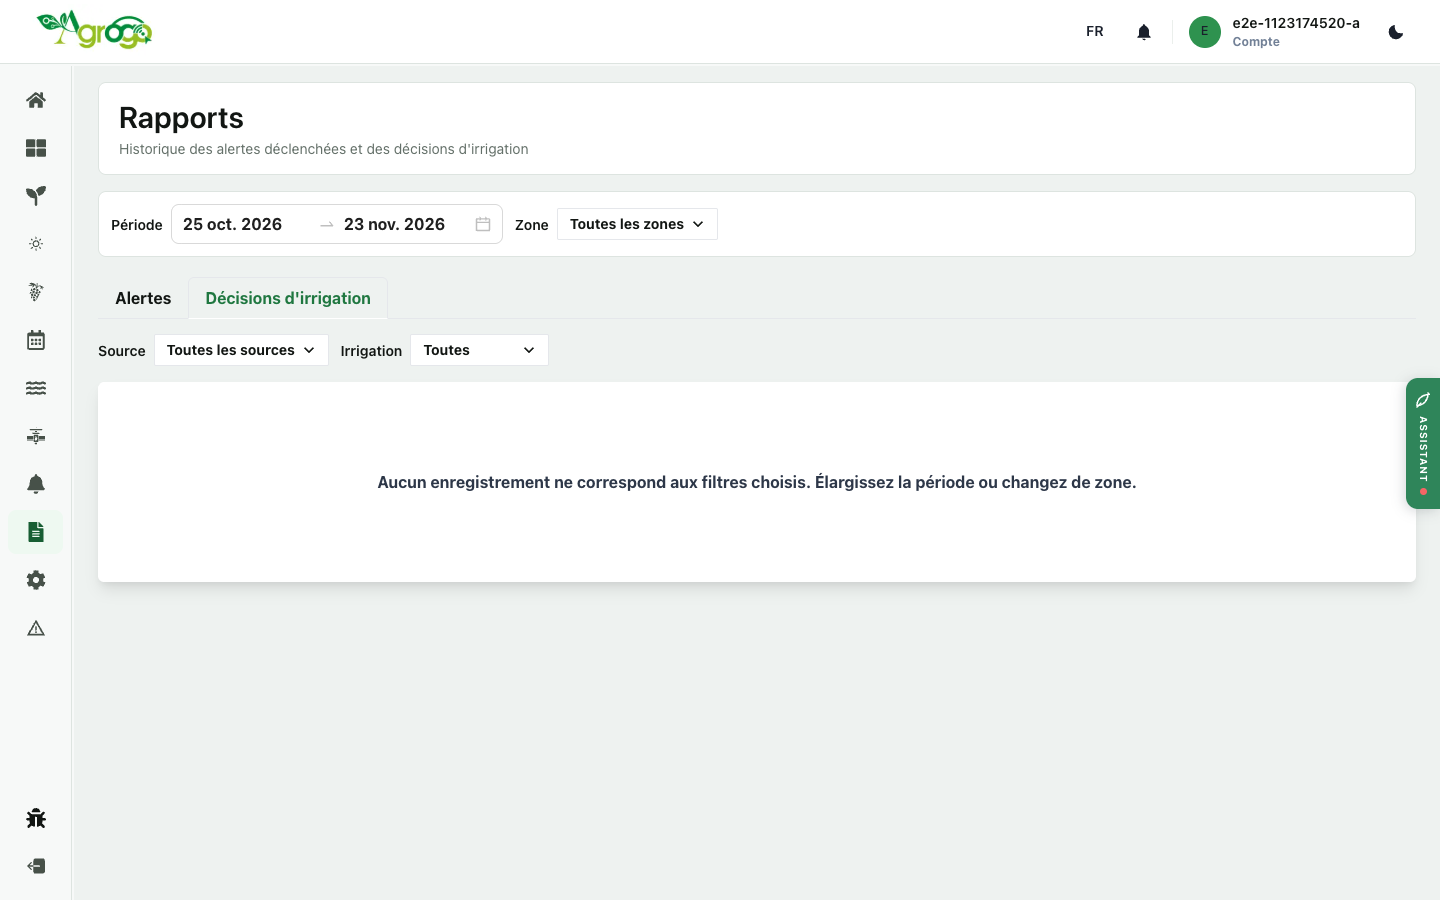 Agrogo
FR
E
e2e-1123174520-a
Compte
Rapports
Historique des alertes déclenchées et des décisions d'irrigation
Période 25 oct. 2026 → 23 nov. 2026 Zone Toutes les zones
Alertes Décisions d'irrigation
Source Toutes les sources Irrigation Toutes
Aucun enregistrement ne correspond aux filtres choisis. Élargissez la période ou changez de zone.
ASSISTANT